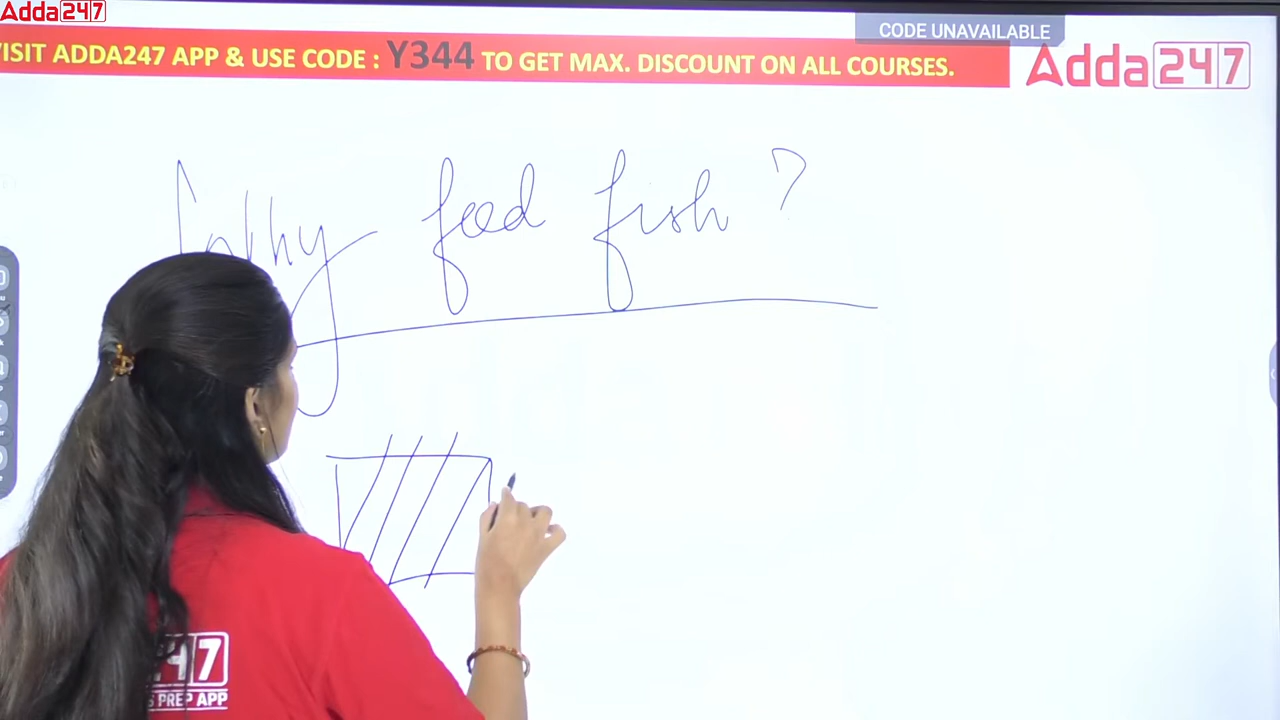 Adda247
CODE UNAVAILABLE
VISIT ADDA247 APP & USE CODE : Y344 TO GET MAX. DISCOUNT ON ALL COURSES.
Adda247
Why feed fish ?
47
S PREP APP